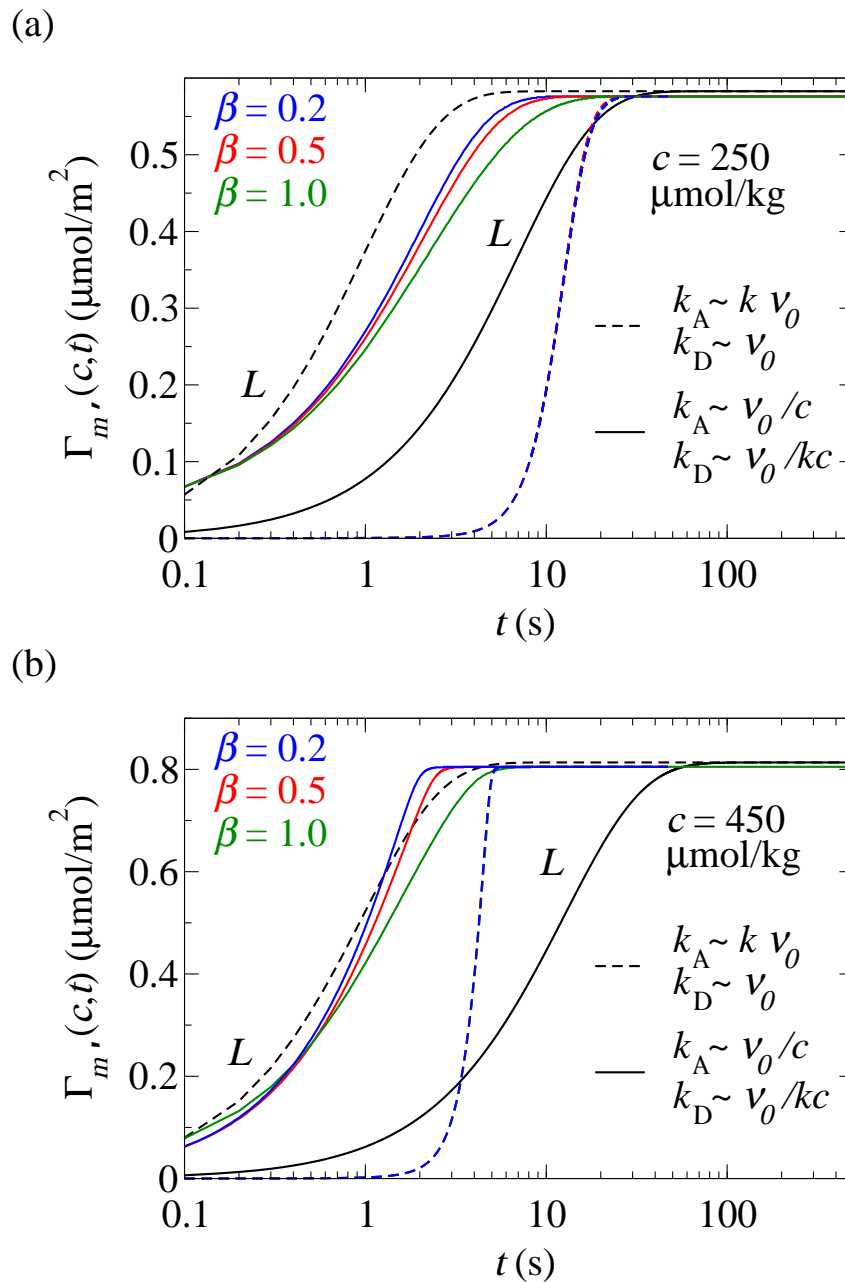 (a)
β = 0.2
β = 0.5
β = 1.0
c = 250
μmol/kg
L
L
k_A ~ k ν_0
k_D ~ ν_0
k_A ~ ν_0 /c
k_D ~ ν_0 /kc
Γ_m' (c,t) (μmol/m^2)
0.5
0.4
0.3
0.2
0.1
0
0.1 1 10 100
t (s)
(b)
β = 0.2
β = 0.5
β = 1.0
c = 450
μmol/kg
L
L
k_A ~ k ν_0
k_D ~ ν_0
k_A ~ ν_0 /c
k_D ~ ν_0 /kc
Γ_m' (c,t) (μmol/m^2)
0.8
0.6
0.4
0.2
0
0.1 1 10 100
t (s)